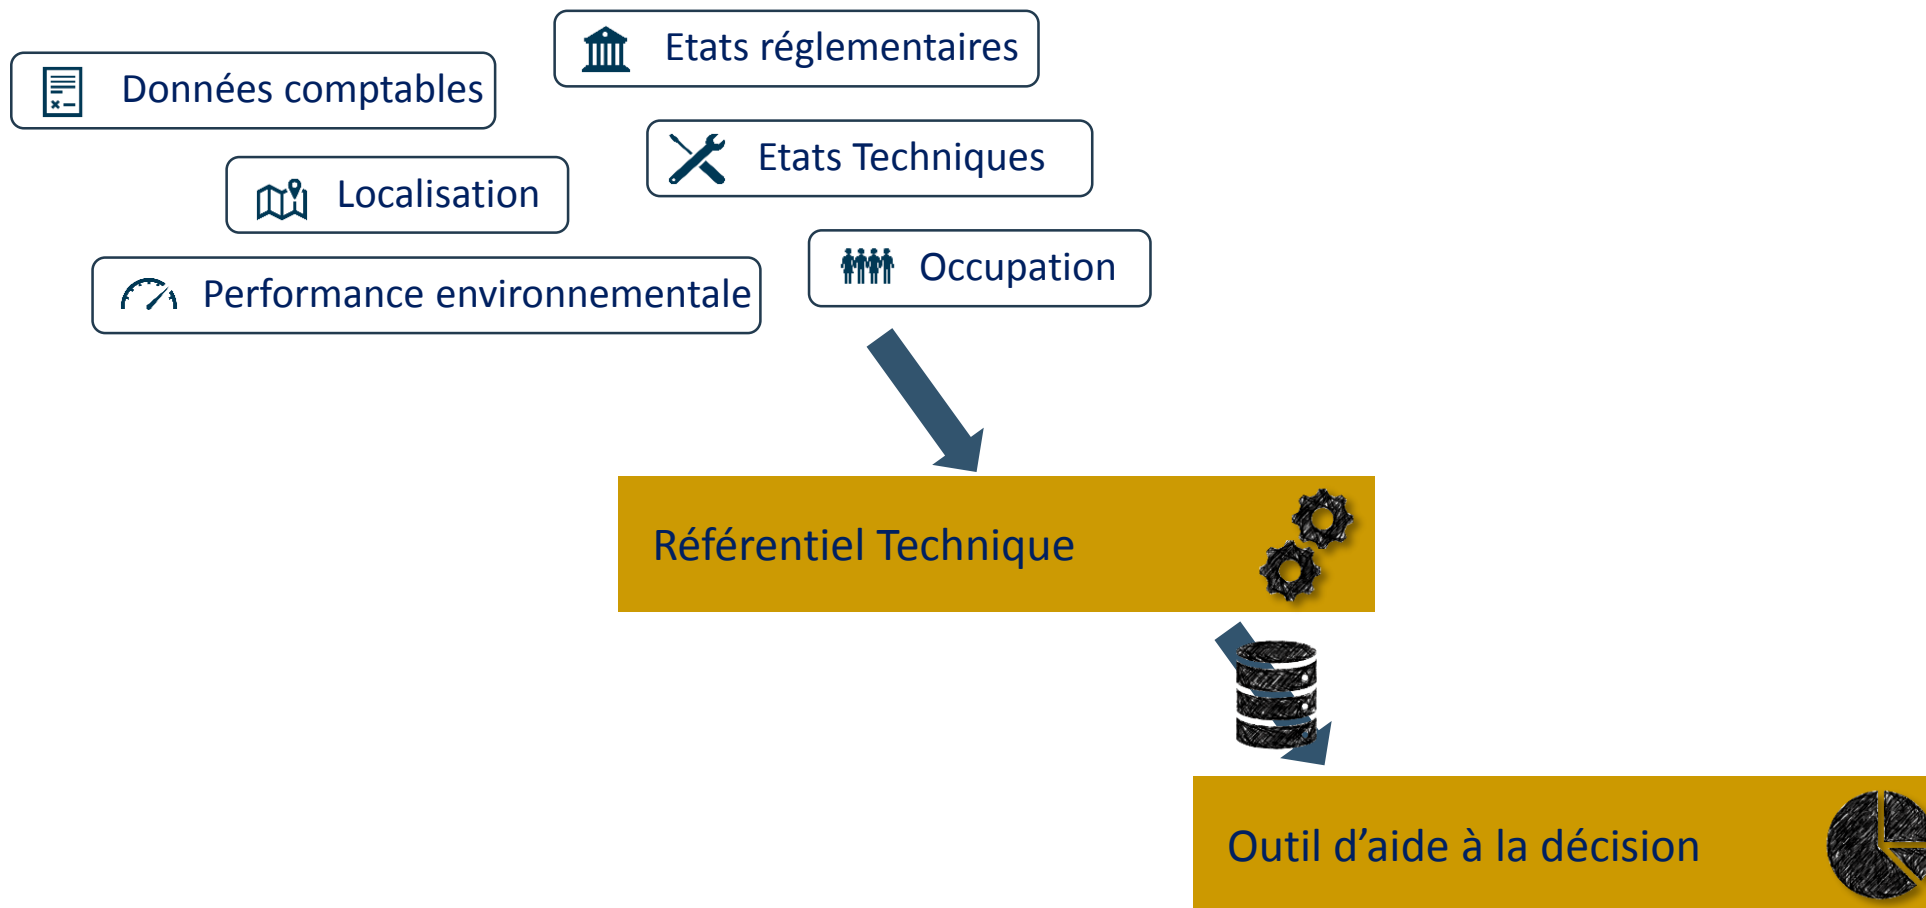 Etats réglementaires
Données comptables
Etats Techniques
Localisation
Occupation
Performance environnementale
Référentiel Technique
Outil d’aide à la décision